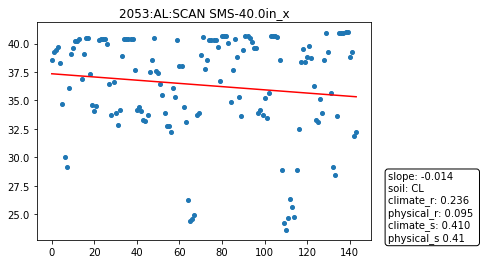 2053:AL:SCAN SMS-40.0in_x
40.0
37.5
35.0
32.5
30.0
27.5
25.0
0 20 40 60 80 100 120 140
slope: -0.014
soil: CL
climate_r: 0.236
physical_r: 0.095
climate_s: 0.410
physical_s 0.41